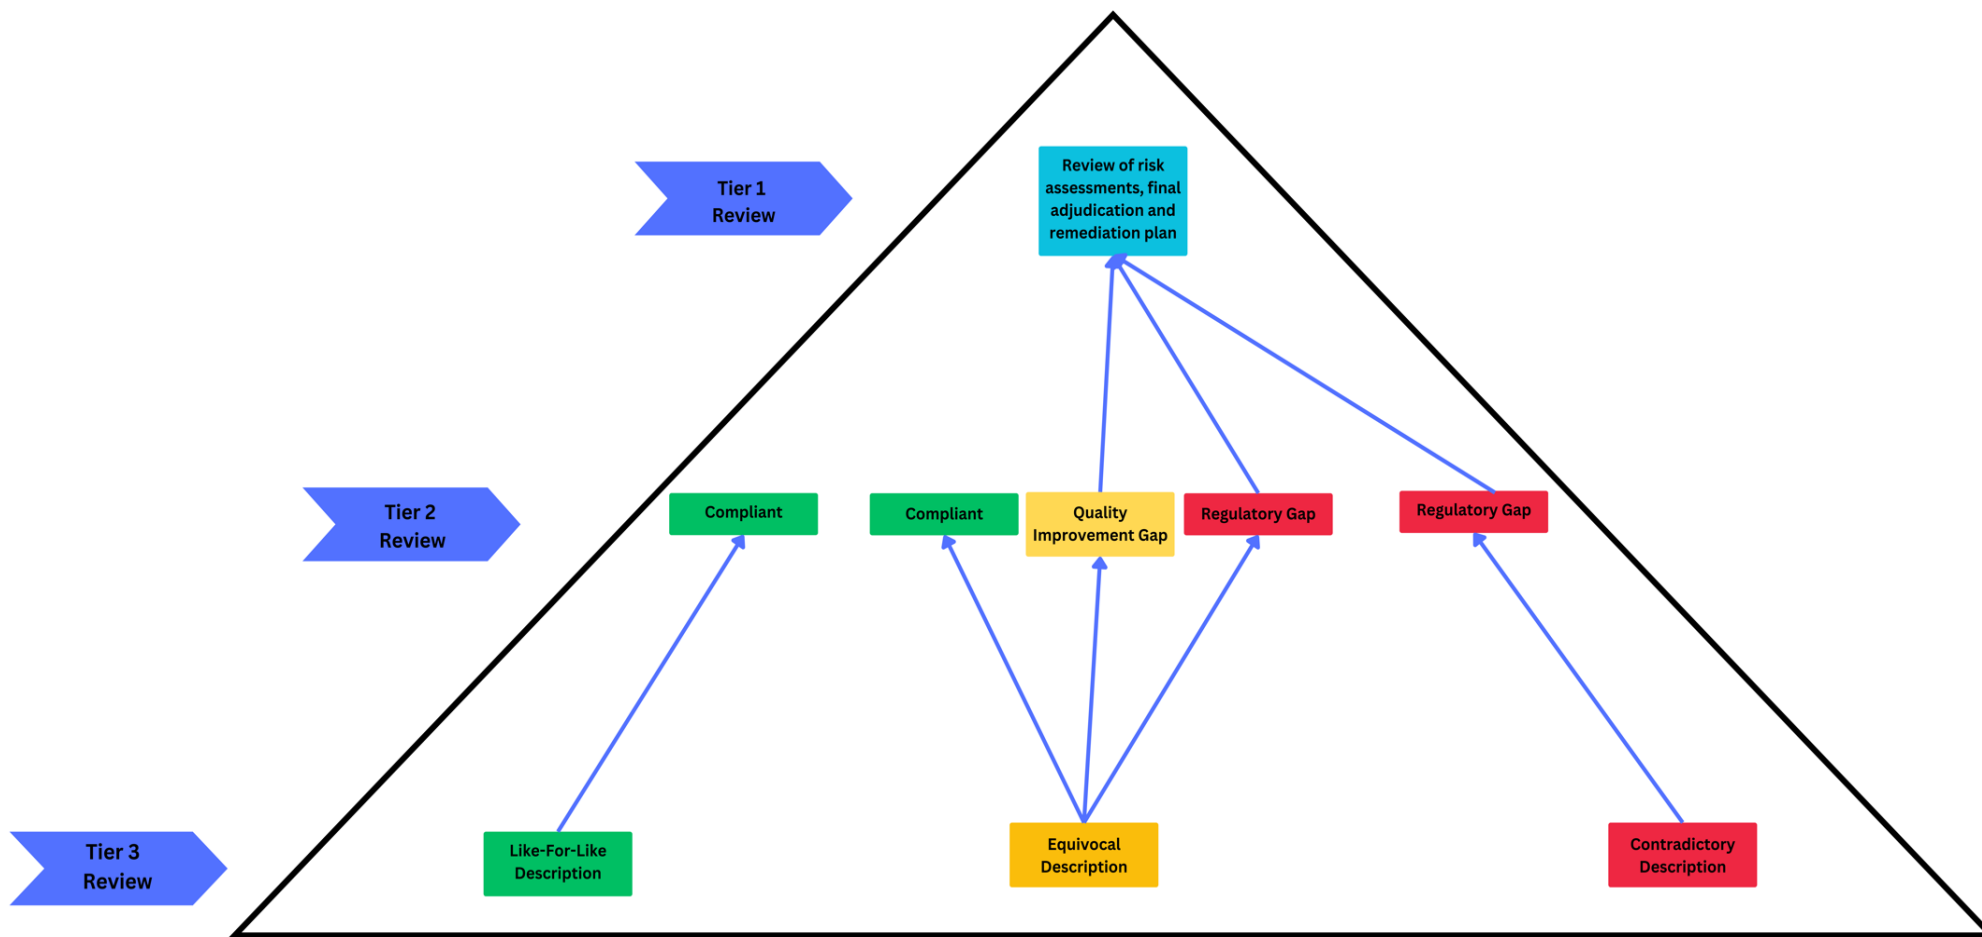 Tier 1
Review
Review of risk
assessments, final
adjudication and
remediation plan
Tier 2
Review
Compliant
Compliant
Quality
Improvement Gap
Regulatory Gap
Regulatory Gap
Tier 3
Review
Like-For-Like
Description
Equivocal
Description
Contradictory
Description